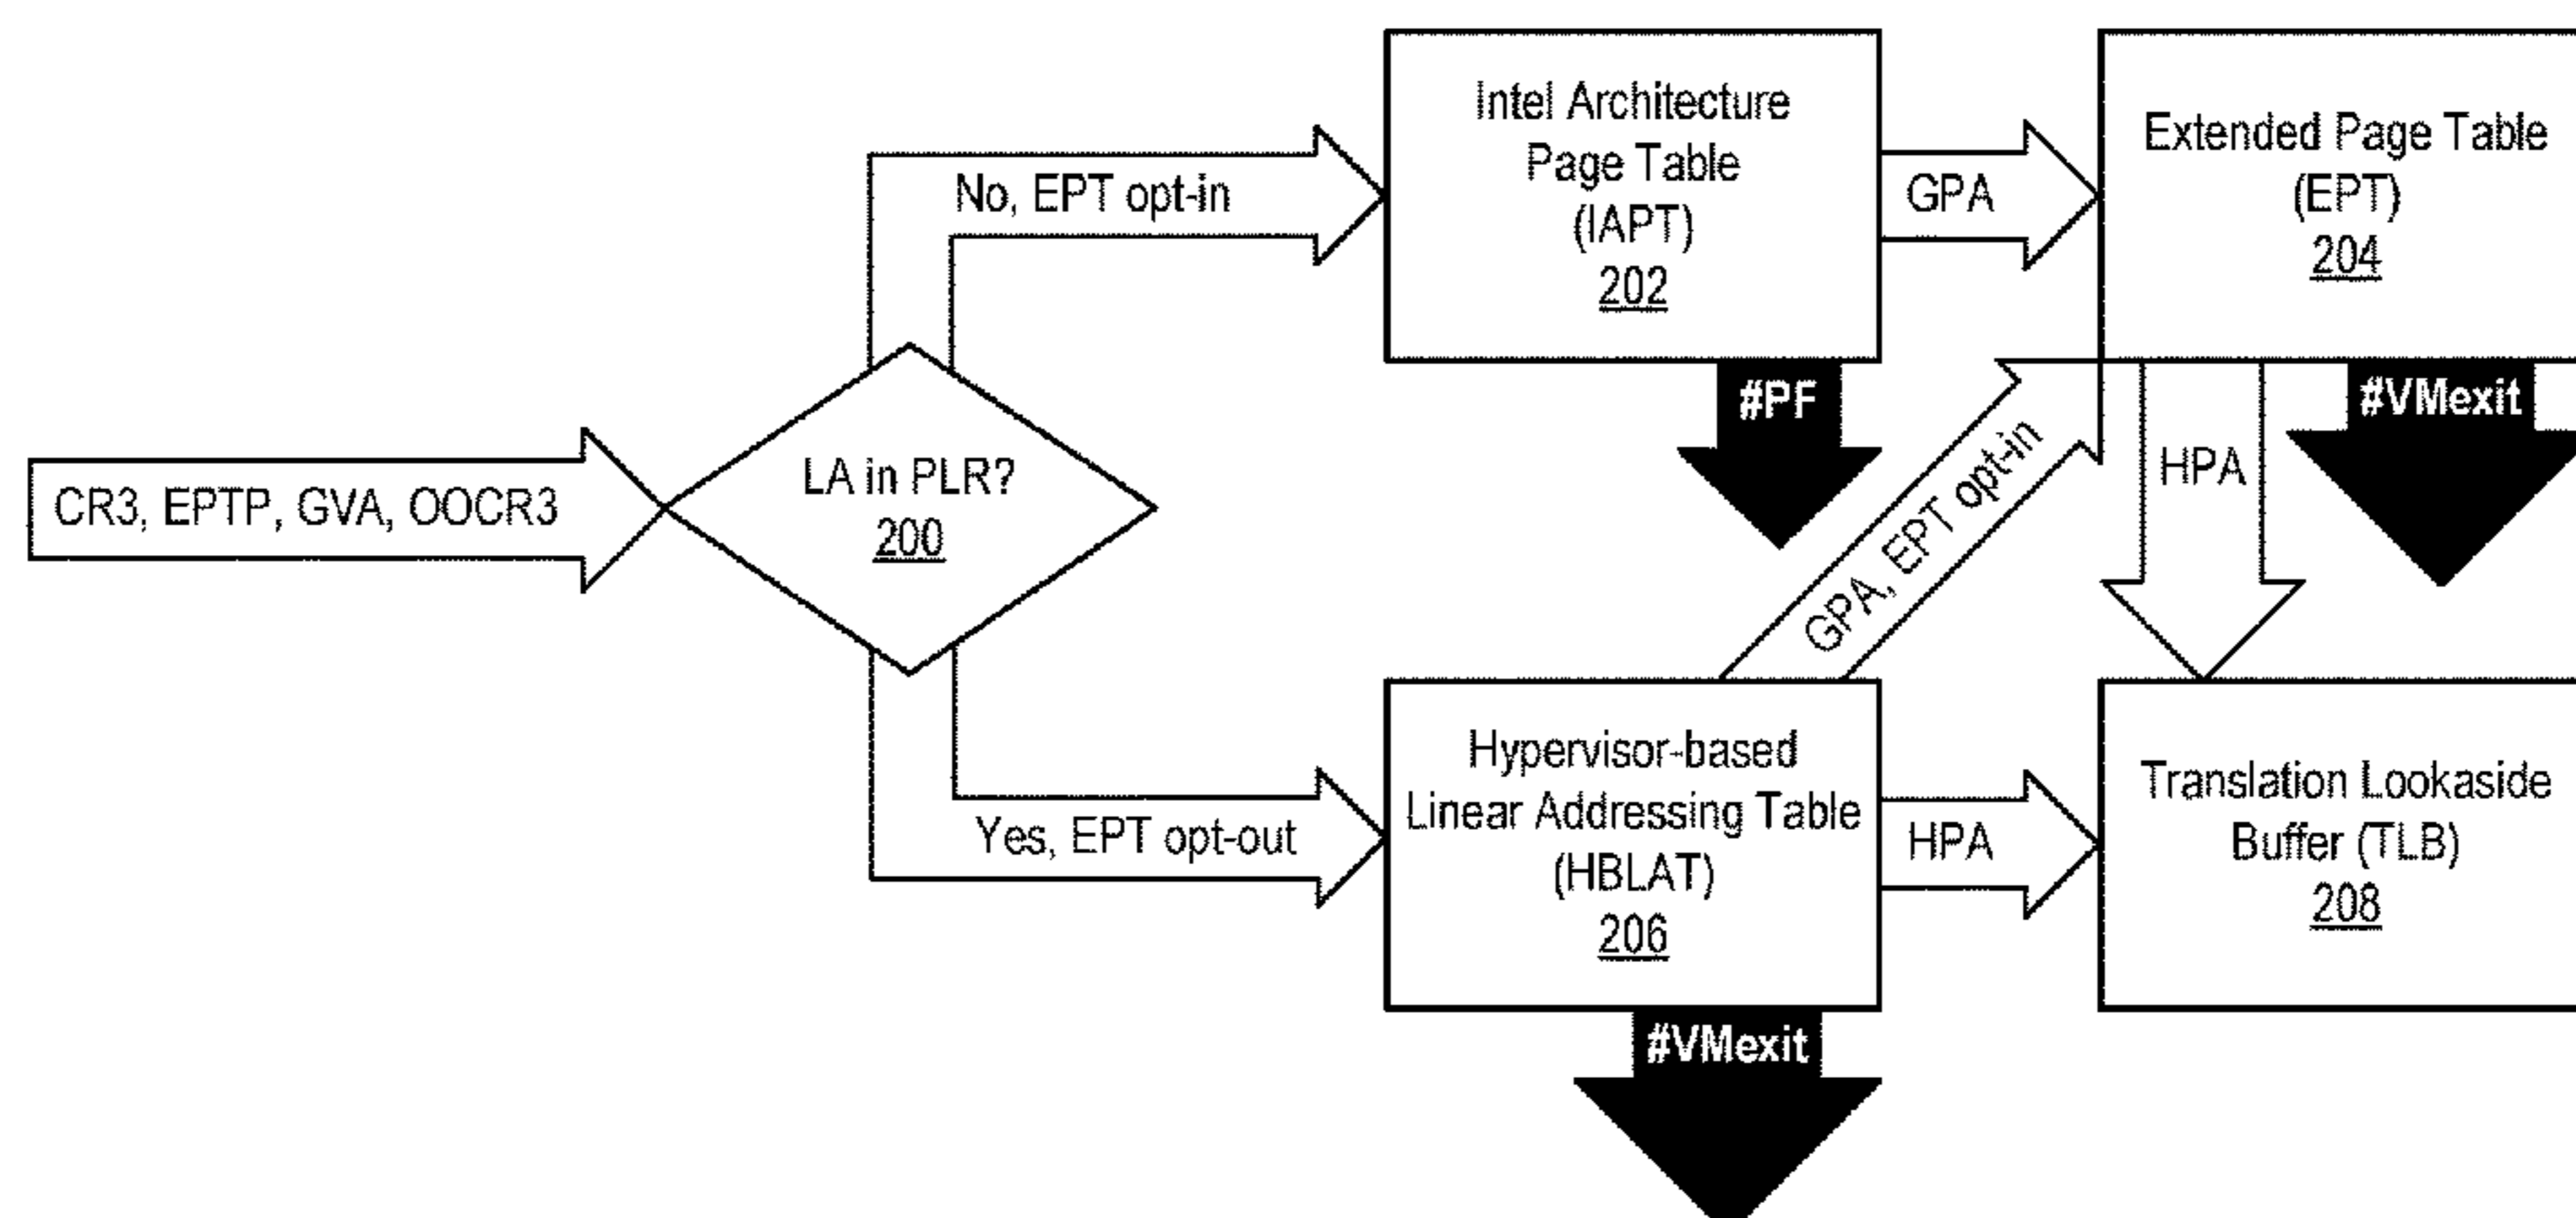 Intel Architecture
Page Table
(IAPT)
202
Extended Page Table
(EPT)
204
No, EPT opt-in
GPA
#PF
#VMexit
HPA
GPA, EPT opt-in
CR3, EPTP, GVA, OOCR3
LA in PLR?
200
Yes, EPT opt-out
Hypervisor-based
Linear Addressing Table
(HBLAT)
206
HPA
Translation Lookaside
Buffer (TLB)
208
#VMexit